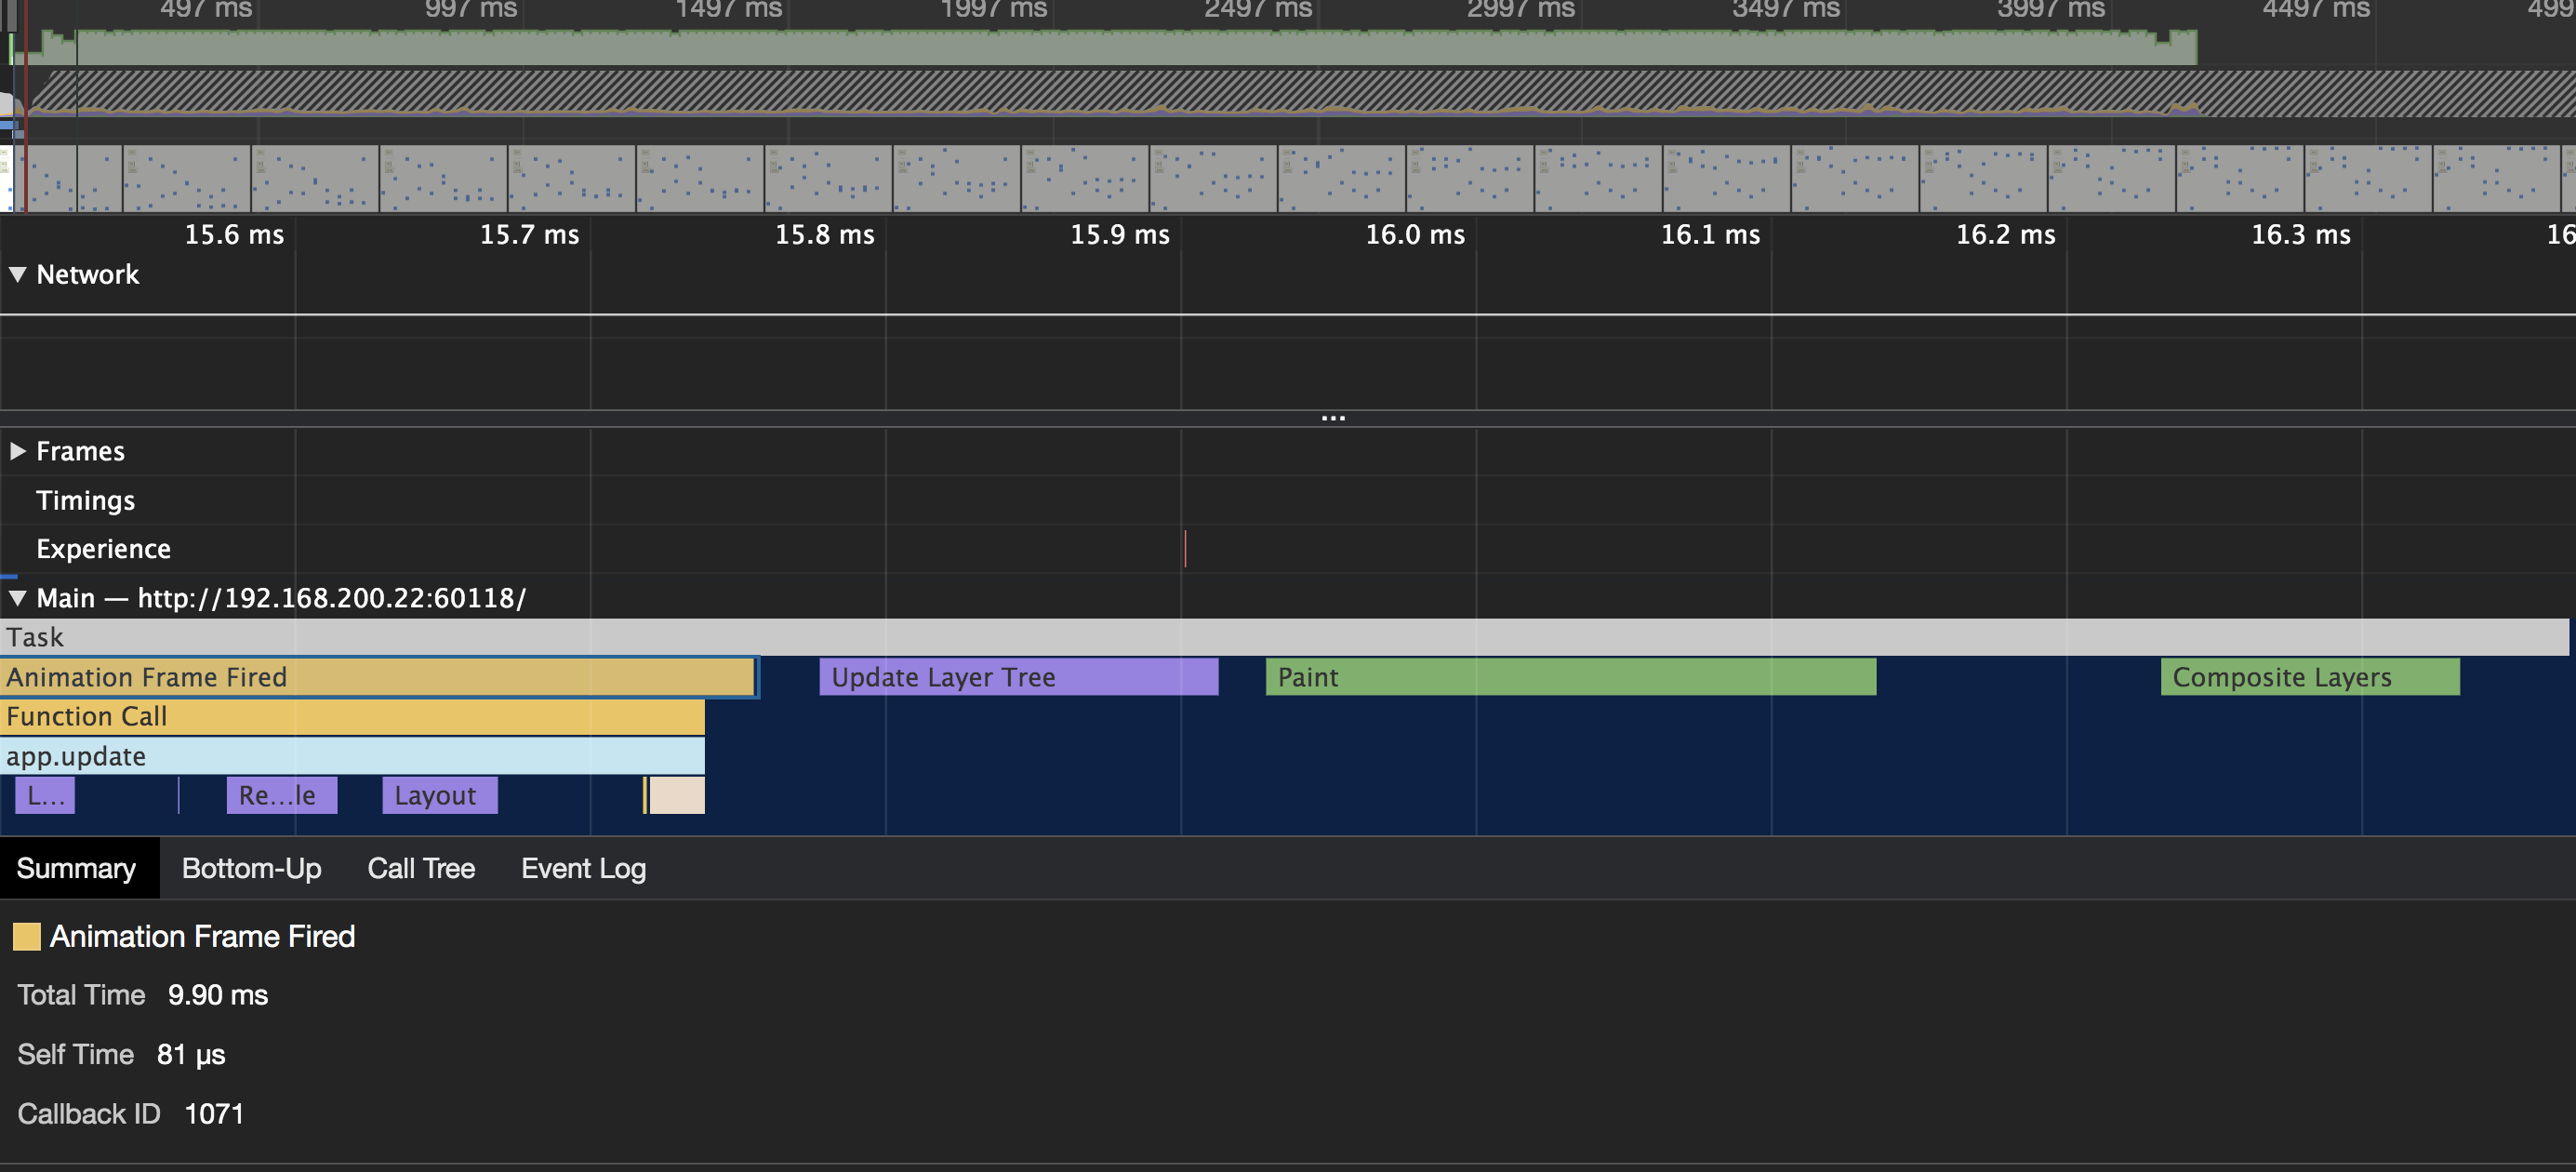 497 ms 997 ms 1497 ms 1997 ms 2497 ms 2997 ms 3497 ms 3997 ms 4497 ms 499
15.6 ms 15.7 ms 15.8 ms 15.9 ms 16.0 ms 16.1 ms 16.2 ms 16.3 ms 16
▼ Network
...
▶ Frames
Timings
Experience
▼ Main — http://192.168.200.22:60118/
Task
Animation Frame Fired Update Layer Tree Paint Composite Layers
Function Call
app.update
L... Re...le Layout
Summary Bottom-Up Call Tree Event Log
Animation Frame Fired
Total Time 9.90 ms
Self Time 81 μs
Callback ID 1071